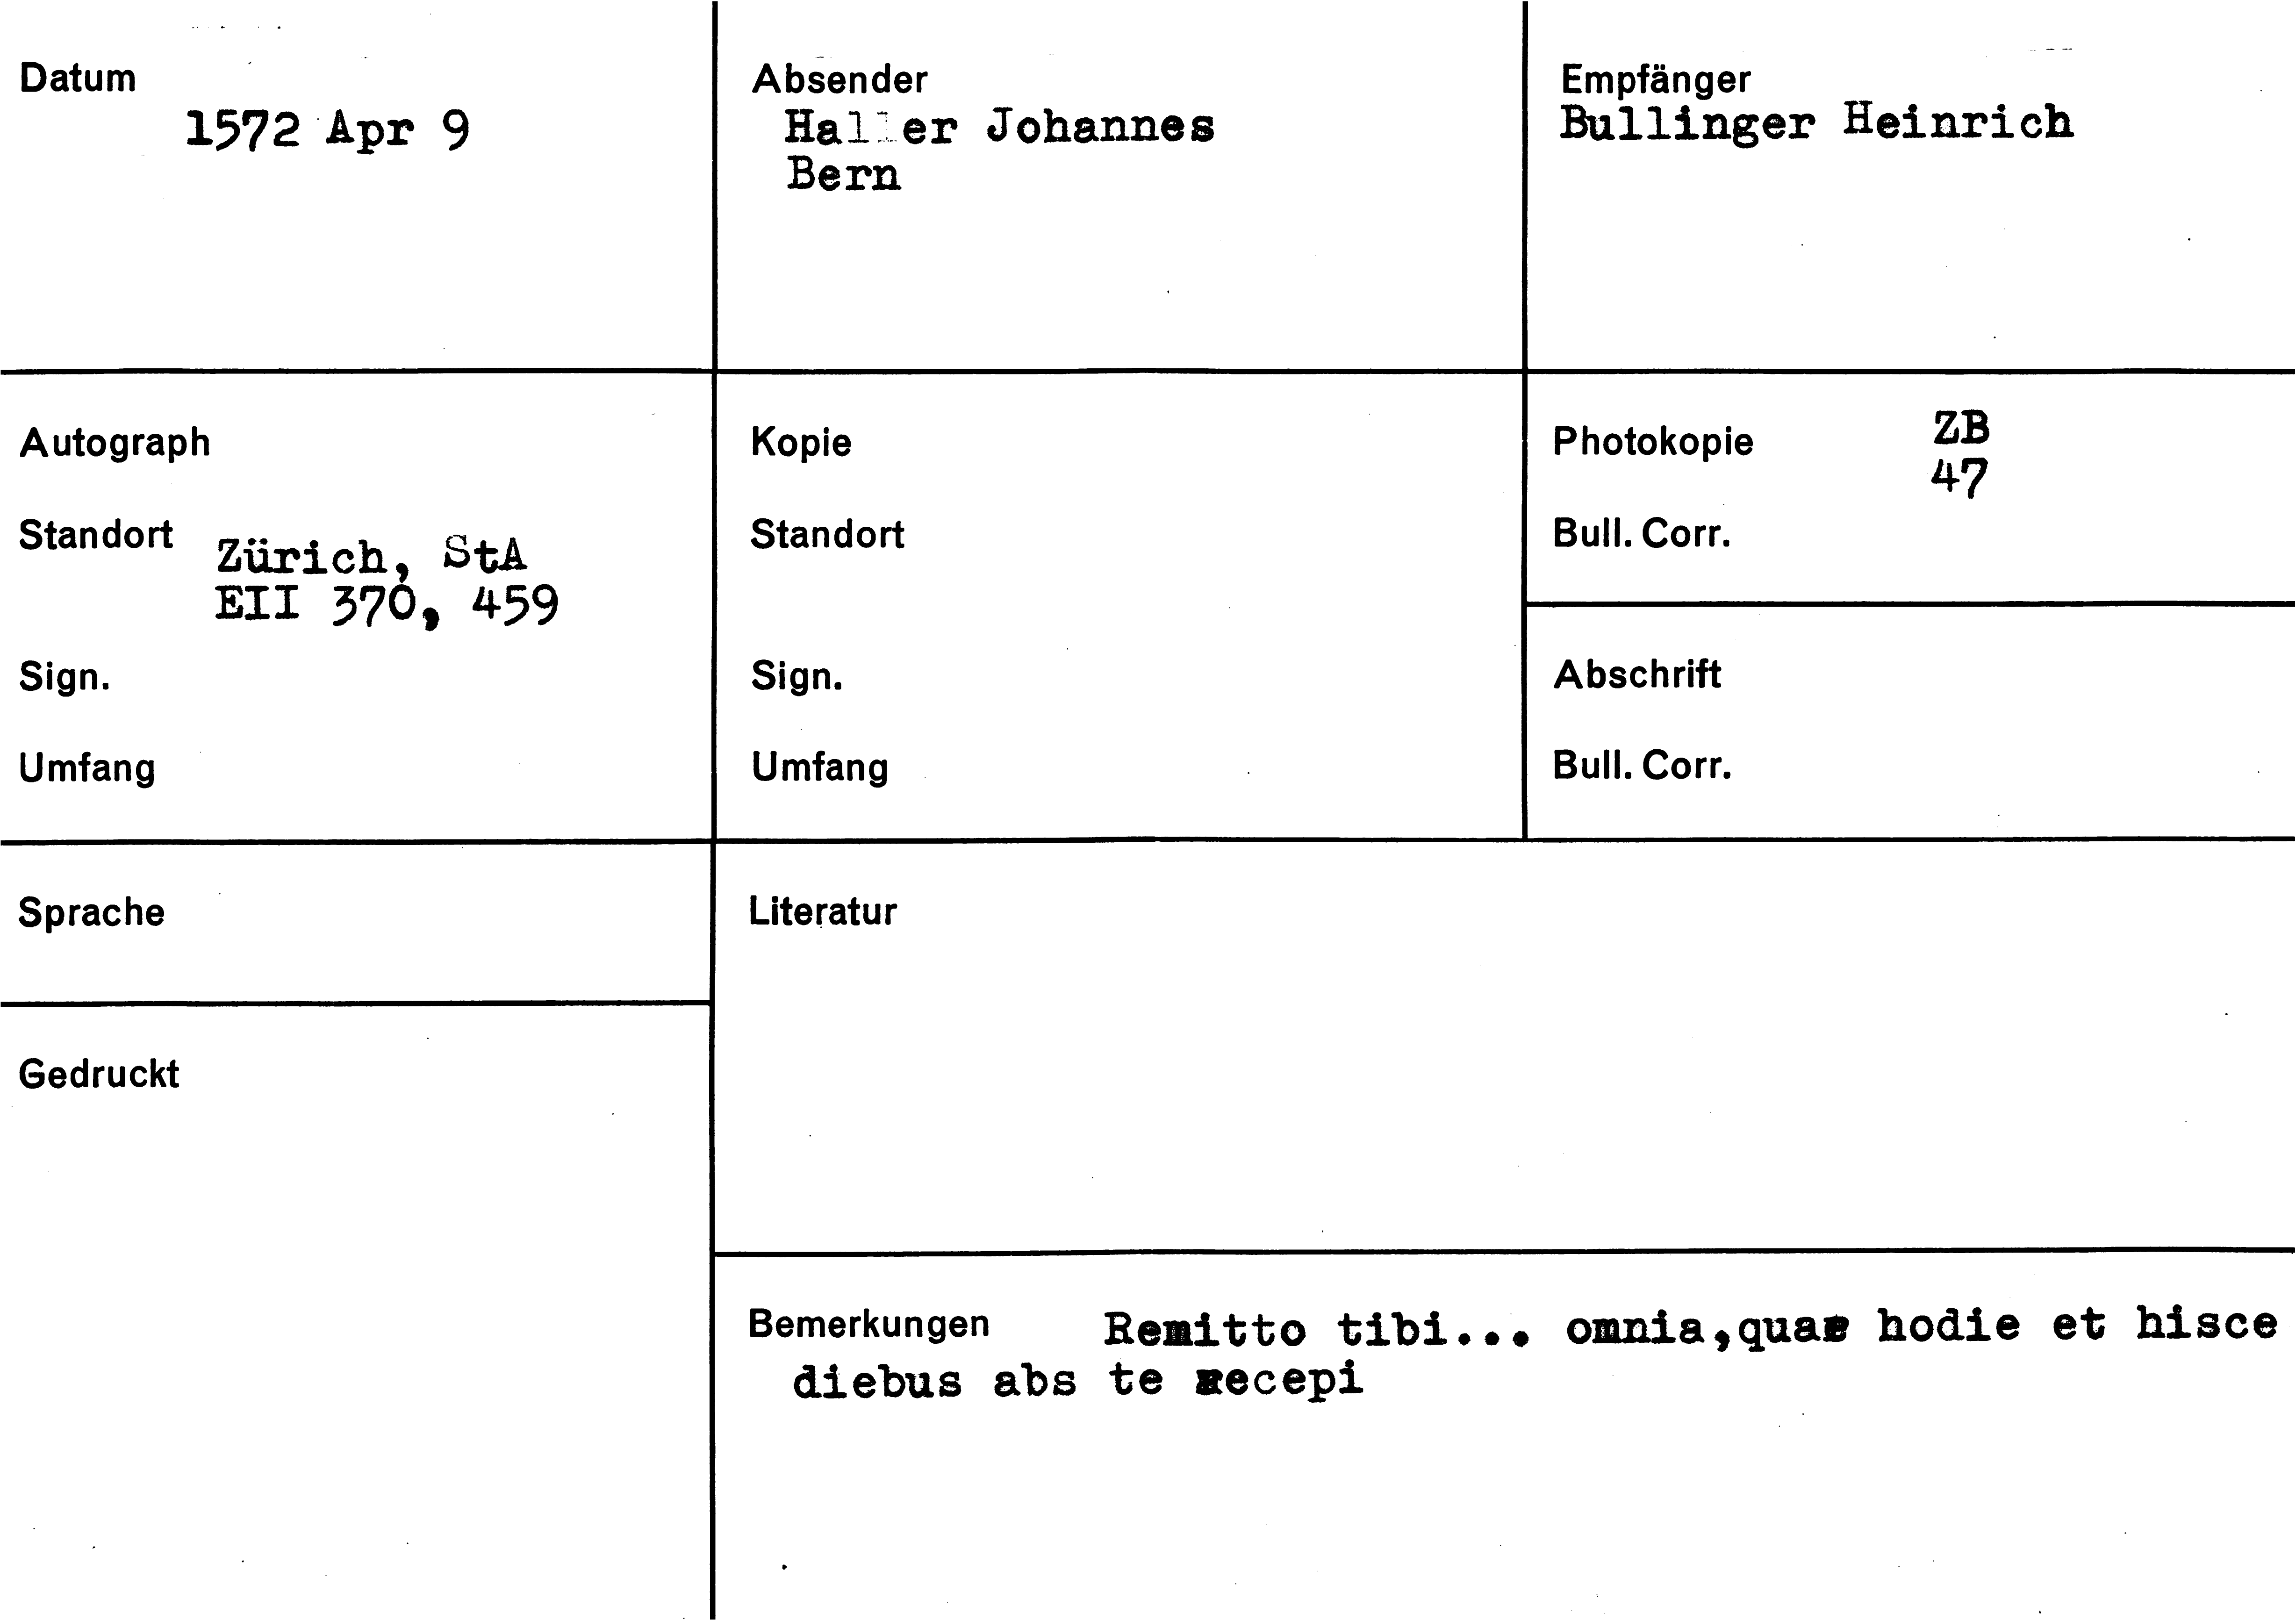 Datum
1572 Apr 9
Absender
Haller Johannes
Bern
Empfänger
Bullinger Heinrich
Autograph
Standort
Zürich, StA
EII 370, 459
Sign.
Umfang
Kopie
Standort
Sign.
Umfang
Photokopie ZB
47
Bull. Corr.
Abschrift
Bull. Corr.
Sprache
Gedruckt
Literatur
Bemerkungen Remitto tibi... omnia,quae hodie et hisce
diebus abs te recepi